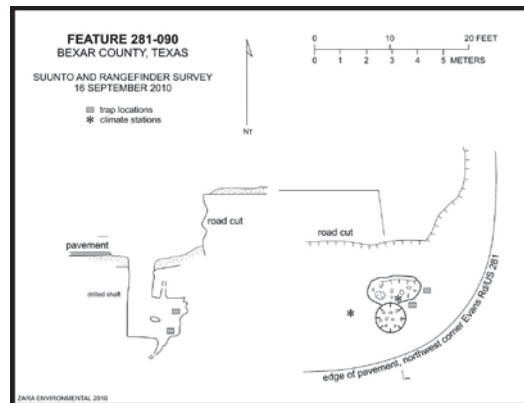 FEATURE 281-090
BEXAR COUNTY, TEXAS
SUUNTO AND RANGEFINDER SURVEY
16 SEPTEMBER 2010
trap locations
climate stations
NT
0 10 20 FEET
0 1 2 3 4 5 METERS
road cut
pavement
drilled shaft
road cut
edge of pavement, northwest corner Evans Rd/US 281
ZARA ENVIRONMENTAL 2010